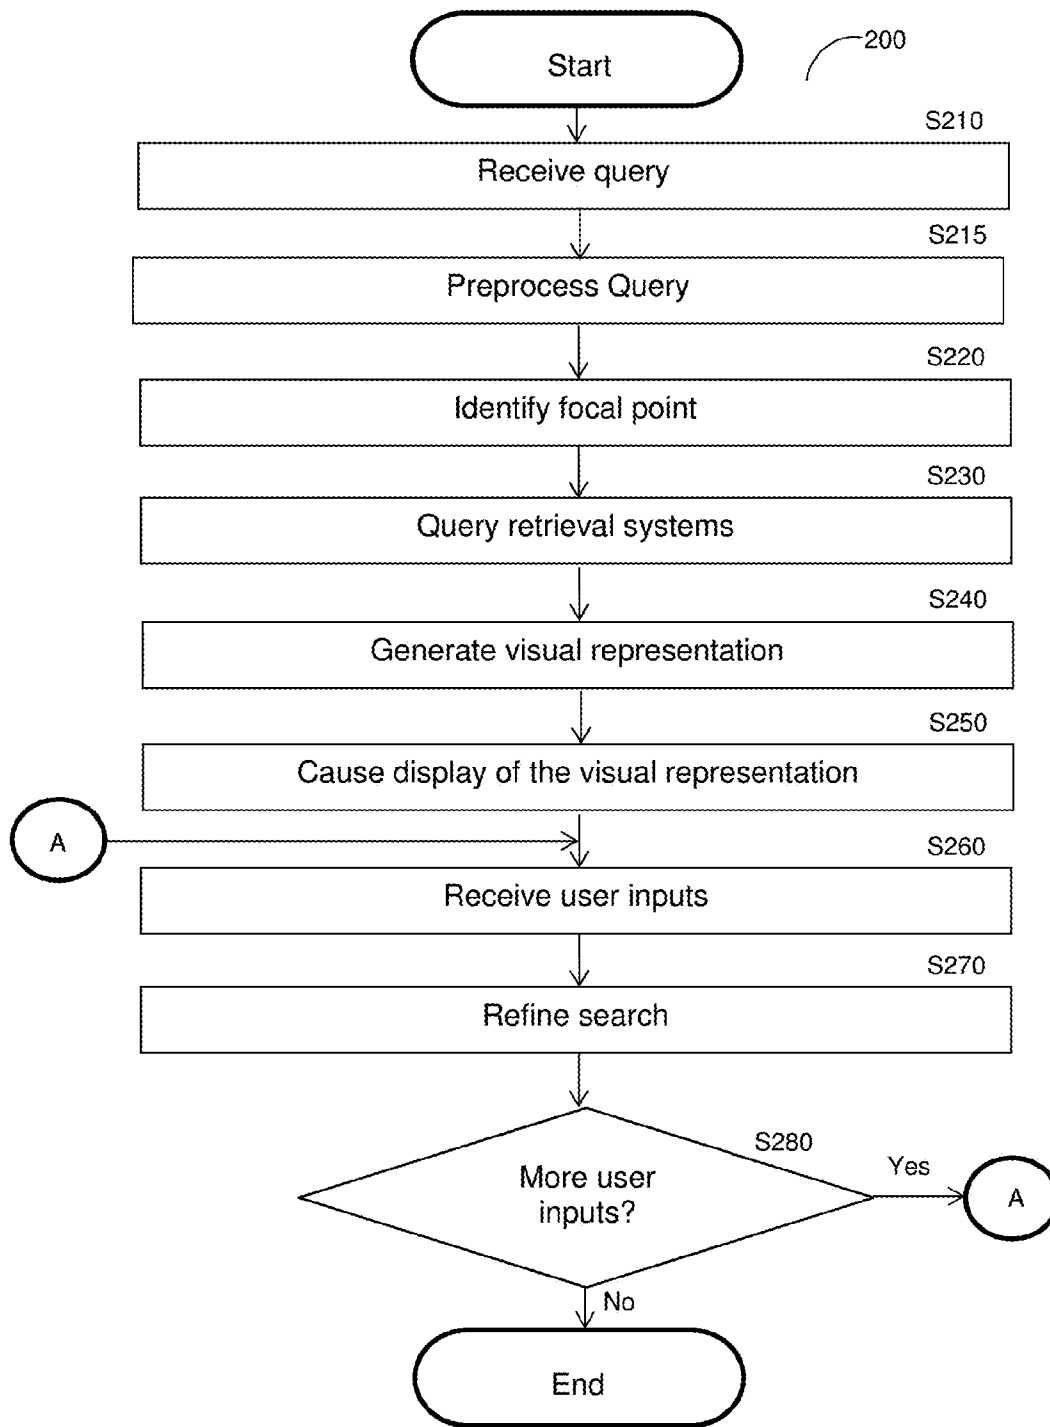 Start
200
S210
Receive query
S215
Preprocess Query
S220
Identify focal point
S230
Query retrieval systems
S240
Generate visual representation
S250
Cause display of the visual representation
A
S260
Receive user inputs
S270
Refine search
S280
More user
inputs?
Yes
A
No
End